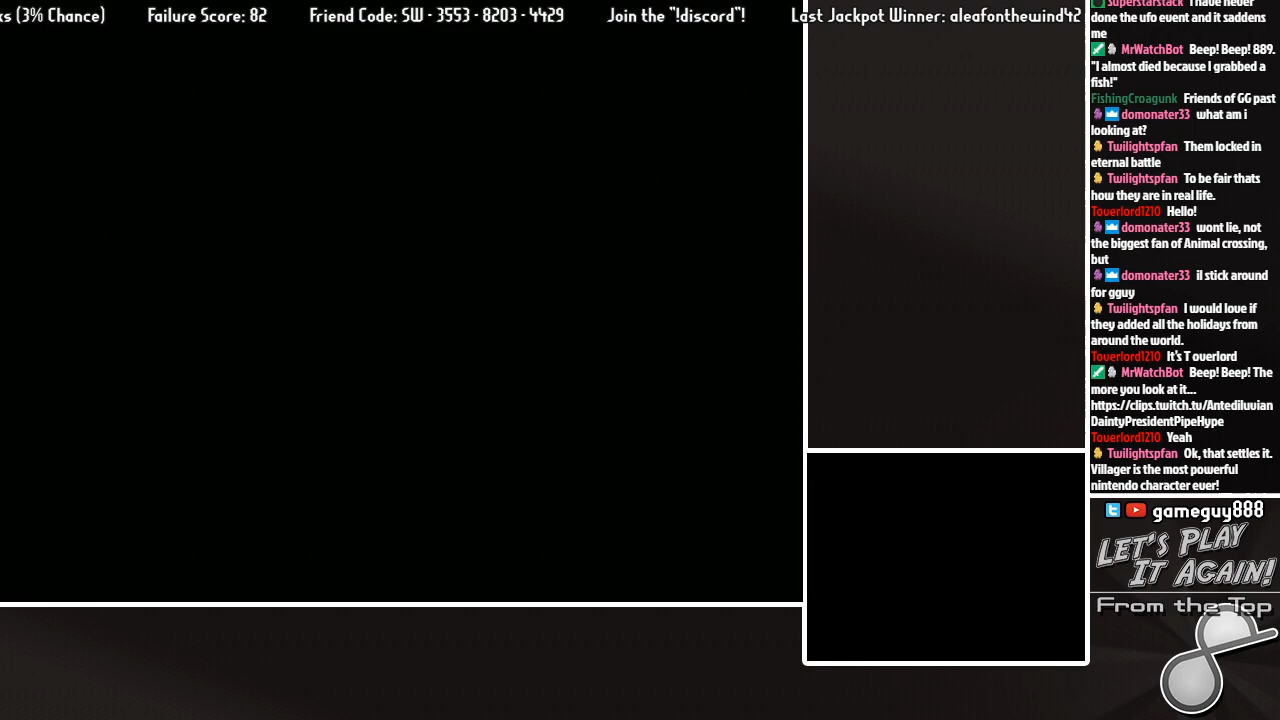 ks (3% Chance) Failure Score: 82 Friend Code: SW - 3553 - 8203 - 4429 Join the "!discord"! Last Jackpot Winner: aleafonthewind42
Superstarstack I have never
done the ufo event and it saddens
me
MrWatchBot Beep! Beep! 889.
"I almost died because I grabbed a
fish!"
FishingCroagunk Friends of GG past
domonater33 what am i
looking at?
Twilightspfan Them locked in
eternal battle
Twilightspfan To be fair thats
how they are in real life.
Toverlord1210 Hello!
domonater33 wont lie, not
the biggest fan of Animal crossing,
but
domonater33 il stick around
for gguy
Twilightspfan I would love if
they added all the holidays from
around the world.
Toverlord1210 It's T overlord
MrWatchBot Beep! Beep! The
more you look at it...
https://clips.twitch.tv/Antediluvian
DaintyPresidentPipeHype
Toverlord1210 Yeah
Twilightspfan Ok, that settles it.
Villager is the most powerful
nintendo character ever!
gameguy888
LET'S PLAY
IT AGAIN!
From the Top